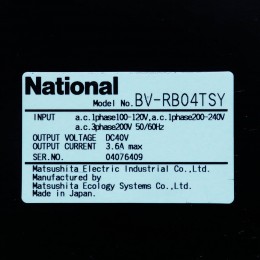 National
Model No. BV-RB04TSY
INPUT a.c.1phase100-120V, a.c.1phase200-240V
a.c.3phase200V 50/60Hz
OUTPUT VOLTAGE DC40V
OUTPUT CURRENT 3.6A max
SER.NO. 04076409
Matsushita Electric Industrial Co.,Ltd.
Manufactured by
Matsushita Ecology Systems Co.,Ltd.
Made in Japan.